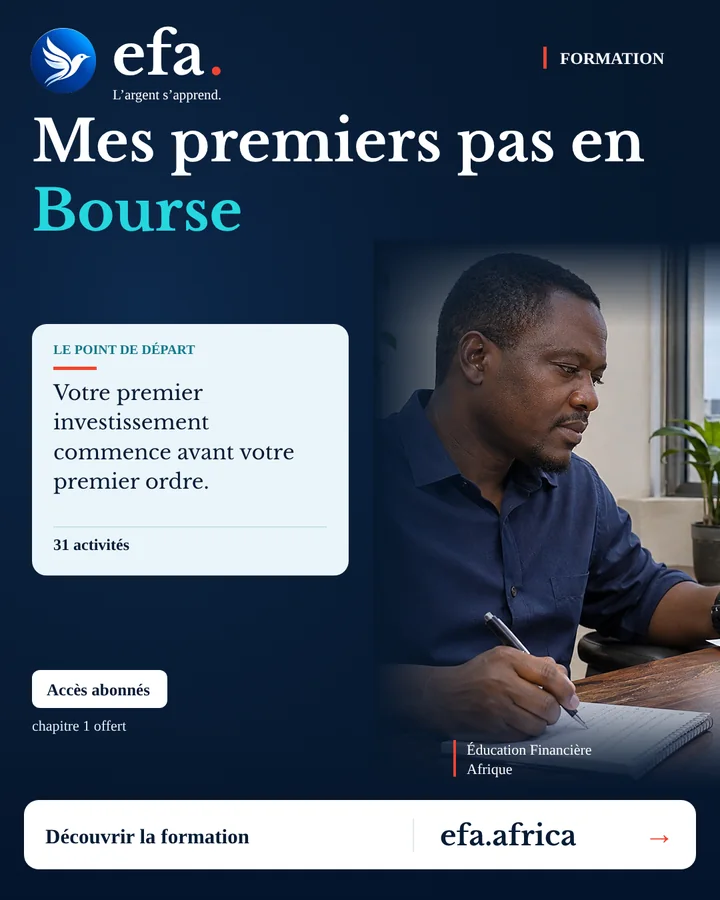 efa.
L’argent s’apprend.
FORMATION
Mes premiers pas en
Bourse
LE POINT DE DÉPART
Votre premier
investissement
commence avant votre
premier ordre.
31 activités
Accès abonnés
chapitre 1 offert
Éducation Financière
Afrique
Découvrir la formation
efa.africa →